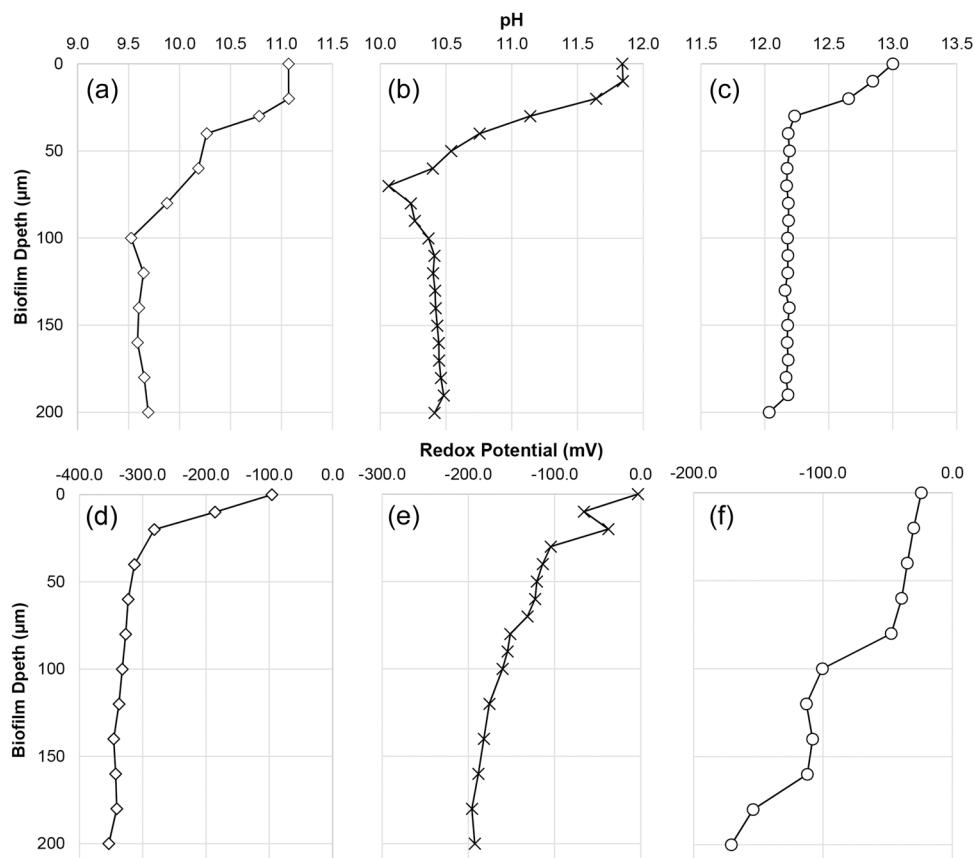 pH
9.0 9.5 10.0 10.5 11.0 11.5
10.0 10.5 11.0 11.5 12.0
11.5 12.0 12.5 13.0 13.5
0
50
100
150
200
Biofilm Dpeth (µm)
(a)
(b)
(c)
Redox Potential (mV)
-400.0 -300.0 -200.0 -100.0 0.0
-300.0 -200.0 -100.0 0.0
-200.0 -100.0 0.0
0
50
100
150
200
Biofilm Dpeth (µm)
(d)
(e)
(f)